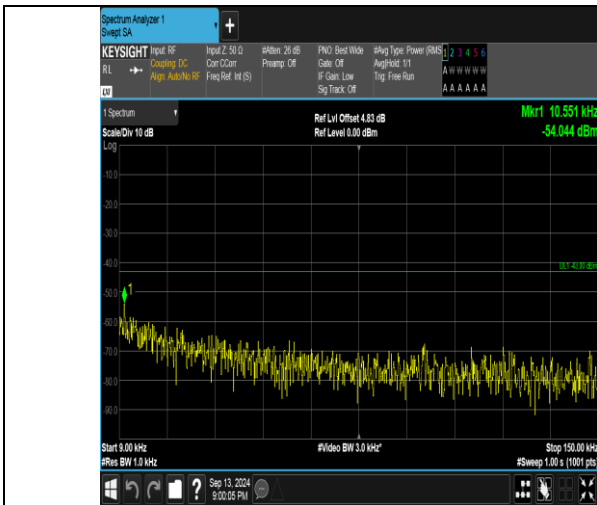 Spectrum Analyzer 1
Swept SA
+
KEYSIGHT Input: RF Input Z: 50 Ω #Atten: 26 dB PNO: Best Wide #Avg Type: Power (RMS 1 2 3 4 5 6
RL Coupling: DC Corr CCorr Preamp: Off Gate: Off Avg|Hold: 1/1 A W W W W W
Align: Auto/No RF Freq Ref: Int (S) IF Gain: Low Trig: Free Run
LXI Sig Track: Off A A A A A A
1 Spectrum Ref Lvl Offset 4.83 dB Mkr1 10.551 kHz
Scale/Div 10 dB Ref Level 0.00 dBm -54.044 dBm
Log
-10.0
-20.0
-30.0
-40.0
DL1 -43.00 dBm
-50.0
1
-60.0
-70.0
-80.0
-90.0
Start 9.00 kHz #Video BW 3.0 kHz* Stop 150.00 kHz
#Res BW 1.0 kHz #Sweep 1.00 s (1001 pts)
? Sep 13, 2024
9:00:05 PM